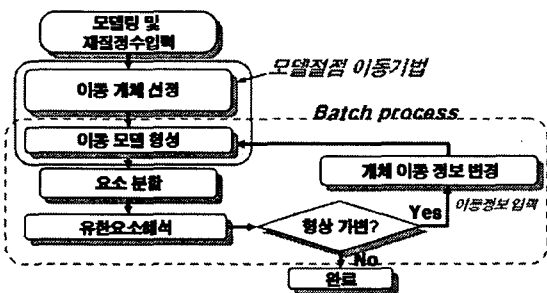 모델링 및
재질정수입력
이동 개체 선정
모델절점 이동기법
Batch process
이동 모델 형성
개체 이동 정보 변경
요소 분할
이동정보 입력
유한요소해석
형상 가변?
Yes
No
완료